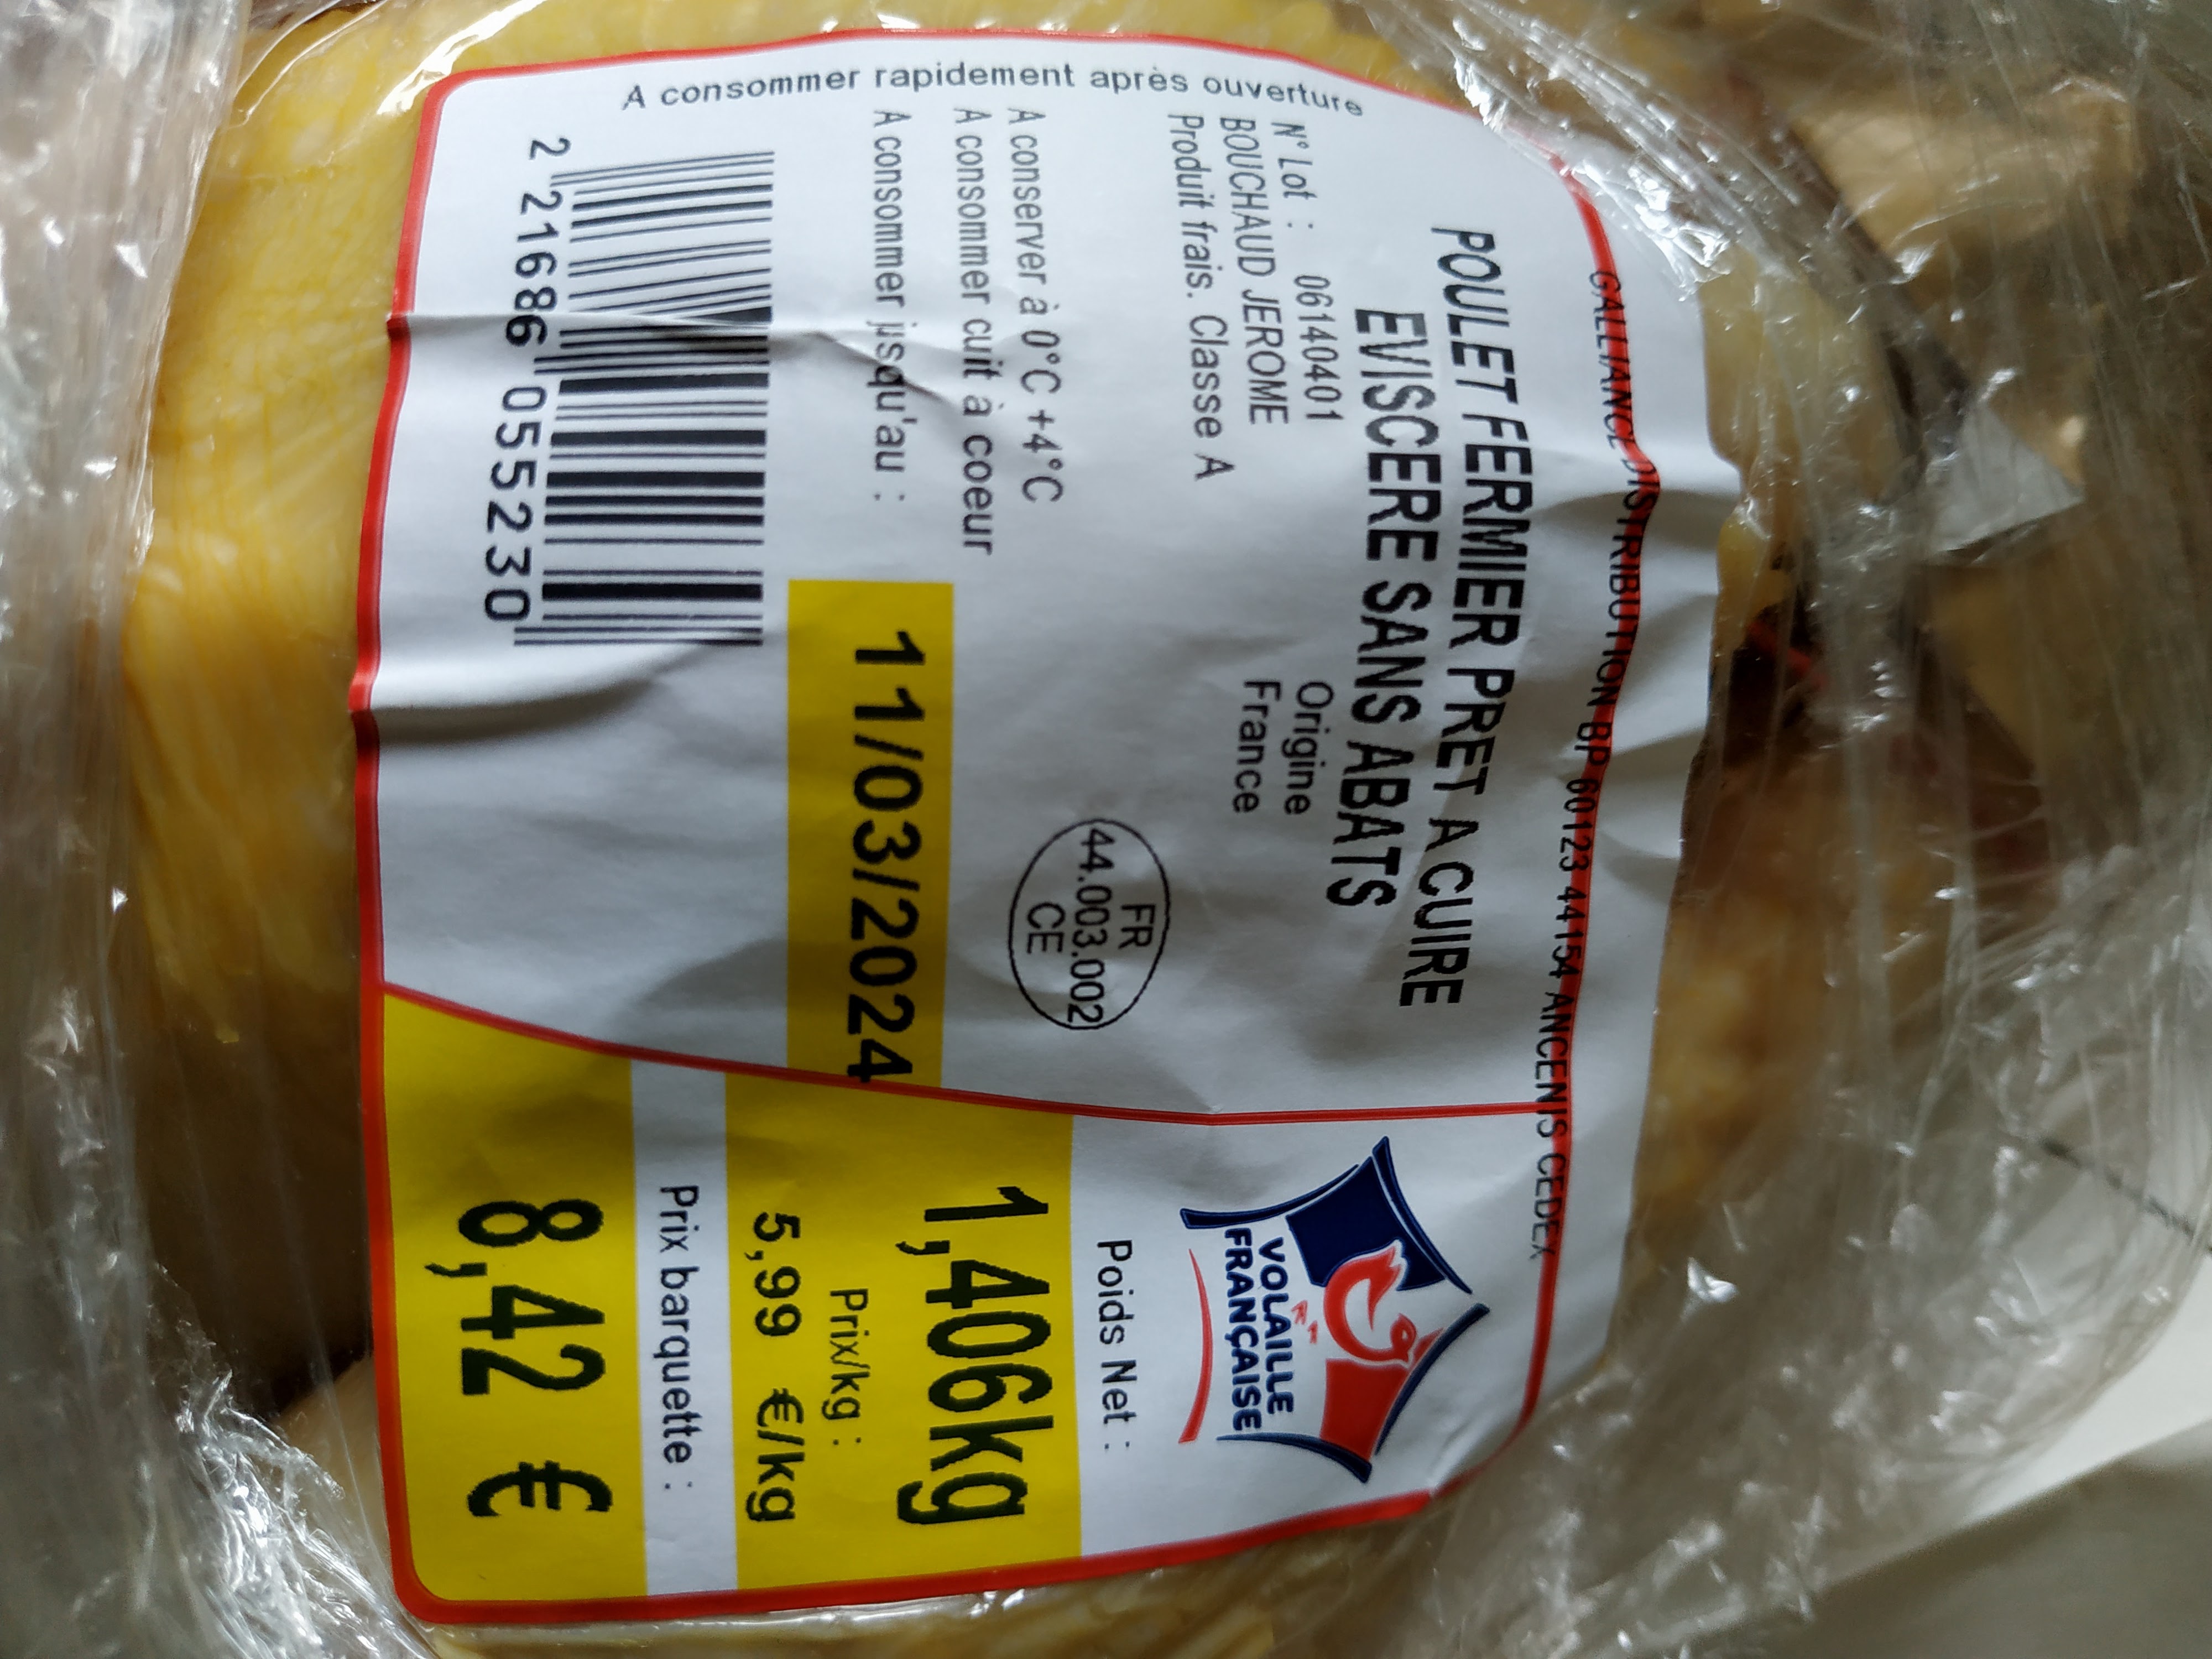 GALLIANCE DISTRIBUTION BP 60123 44154 ANCENIS CEDEX
POULET FERMIER PRET A CUIRE
EVISCERE SANS ABATS
N° Lot : 06140401
BOUCHAUD JEROME
Produit frais. Classe A
Origine
France
FR
44.003.002
CE
A conserver à 0°C +4°C
A consommer cuit à coeur
A consommer jusqu'au :
11/03/2024
2 221686 055230
A consommer rapidement après ouverture
VOLAILLE
FRANÇAISE
Poids Net :
1,406kg
Prix/kg :
5,99 €/kg
Prix barquette :
8,42 €